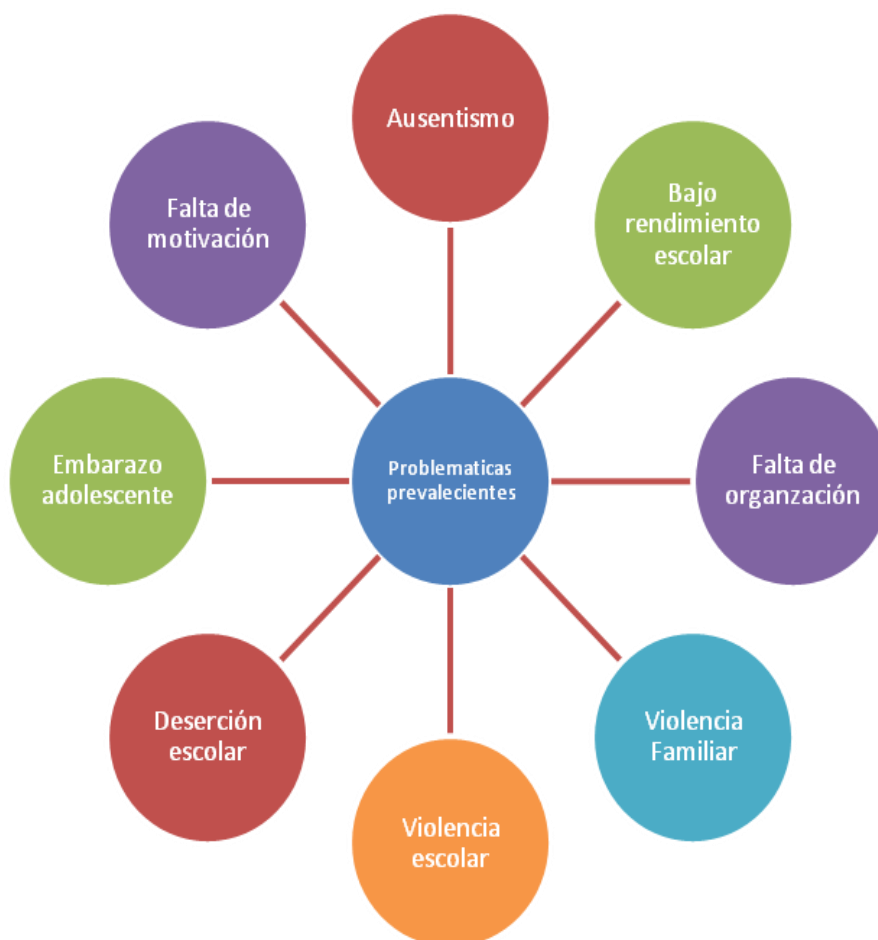 Ausentismo
Bajo
rendimiento
escolar
Falta de
organzación
Violencia
Familiar
Violencia
escolar
Deserción
escolar
Embarazo
adolescente
Falta de
motivación
Problematicas
prevalecientes